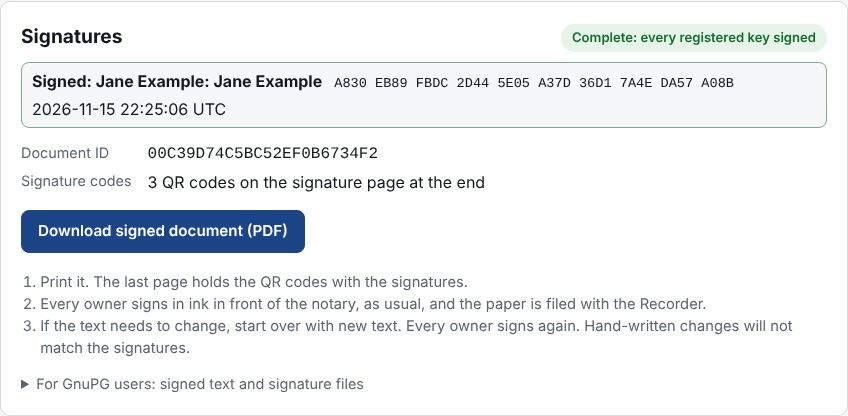 Signatures
Complete: every registered key signed
Signed: Jane Example: Jane Example A830 EB89 FBDC 2D44 5E05 A37D 36D1 7A4E DA57 A08B
2026-11-15 22:25:06 UTC
Document ID 00C39D74C5BC52EF0B6734F2
Signature codes 3 QR codes on the signature page at the end
Download signed document (PDF)
1. Print it. The last page holds the QR codes with the signatures.
2. Every owner signs in ink in front of the notary, as usual, and the paper is filed with the Recorder.
3. If the text needs to change, start over with new text. Every owner signs again. Hand-written changes will not
match the signatures.
For GnuPG users: signed text and signature files